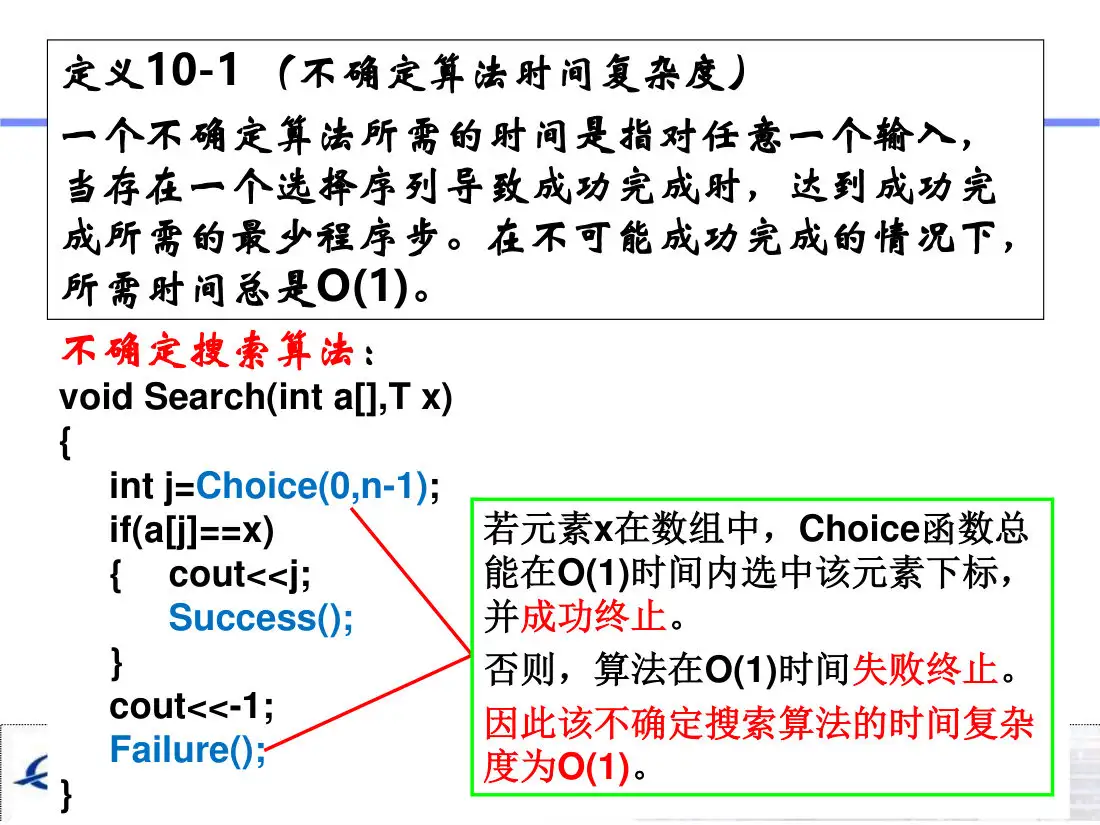 定义10-1（不确定算法时间复杂度）
一个不确定算法所需的时间是指对任意一个输入，
当存在一个选择序列导致成功完成时，达到成功完
成所需的最少程序步。在不可能成功完成的情况下，
所需时间总是O(1)。
不确定搜索算法：
void Search(int a[],T x)
{
int j=Choice(0,n-1);
if(a[j]==x)
{ cout<<j;
Success();
}
cout<<-1;
Failure();
}
若元素x在数组中，Choice函数总
能在O(1)时间内选中该元素下标，
并成功终止。
否则，算法在O(1)时间失败终止。
因此该不确定搜索算法的时间复杂
度为O(1)。